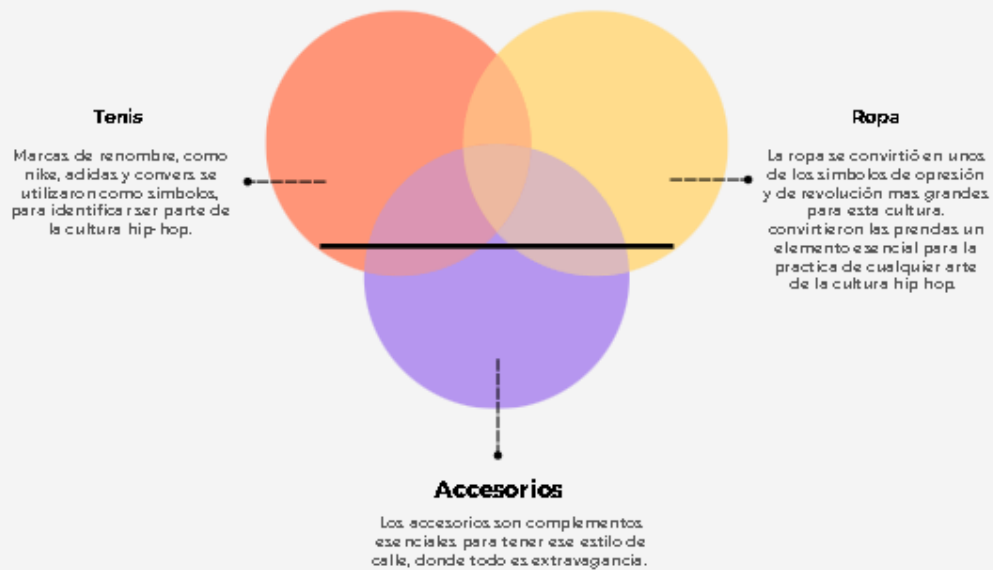 Tenis
Marcas de renombre, como
nike, adidas y convers se
utilizaron como simbolos,
para identificar ser parte de
la cultura hip-hop.
Ropa
La ropa se convirtió en unos
de los simbolos de opresión
y de revolución mas grandes
para esta cultura.
convirtieron las prendas un
elemento esencial para la
practica de cualquier arte
de la cultura hip hop.
Accesorios
Los accesorios son complementos
esenciales para tener ese estilo de
calle, donde todo es extravagancia.